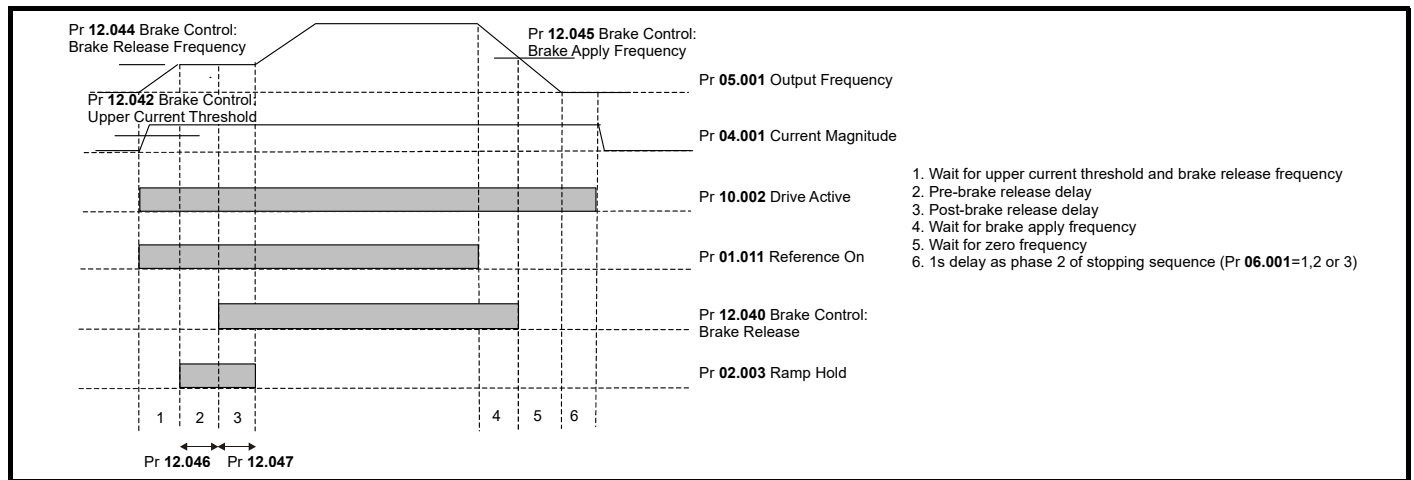 Pr 12.044 Brake Control:
Brake Release Frequency
Pr 12.045 Brake Control:
Brake Apply Frequency
Pr 05.001 Output Frequency
Pr 12.042 Brake Control:
Upper Current Threshold
Pr 04.001 Current Magnitude
Pr 10.002 Drive Active
Pr 01.011 Reference On
Pr 12.040 Brake Control:
Brake Release
Pr 02.003 Ramp Hold
1 2 3 4 5 6
Pr 12.046 Pr 12.047
1. Wait for upper current threshold and brake release frequency
2. Pre-brake release delay
3. Post-brake release delay
4. Wait for brake apply frequency
5. Wait for zero frequency
6. 1s delay as phase 2 of stopping sequence (Pr 06.001=1,2 or 3)